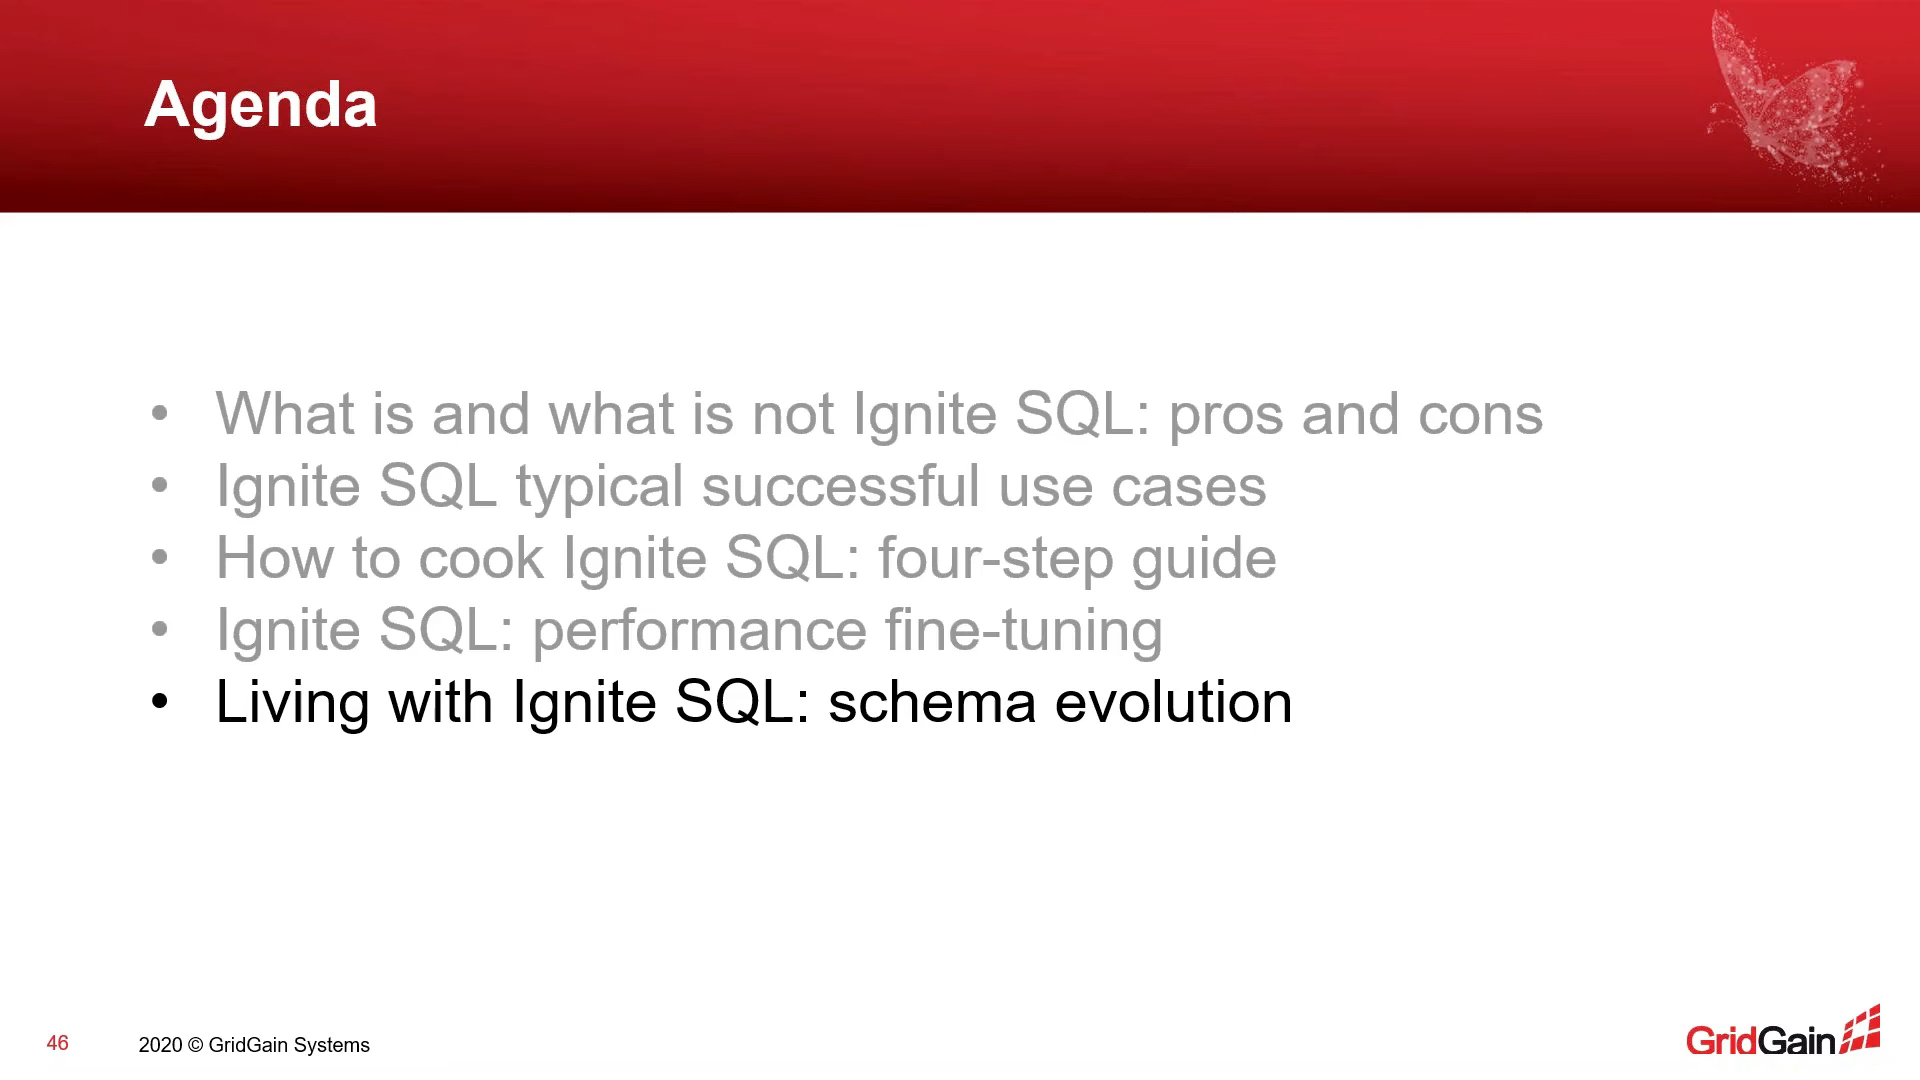 Agenda
• What is and what is not Ignite SQL: pros and cons
• Ignite SQL typical successful use cases
• How to cook Ignite SQL: four-step guide
• Ignite SQL: performance fine-tuning
• Living with Ignite SQL: schema evolution
46
2020 © GridGain Systems
GridGain